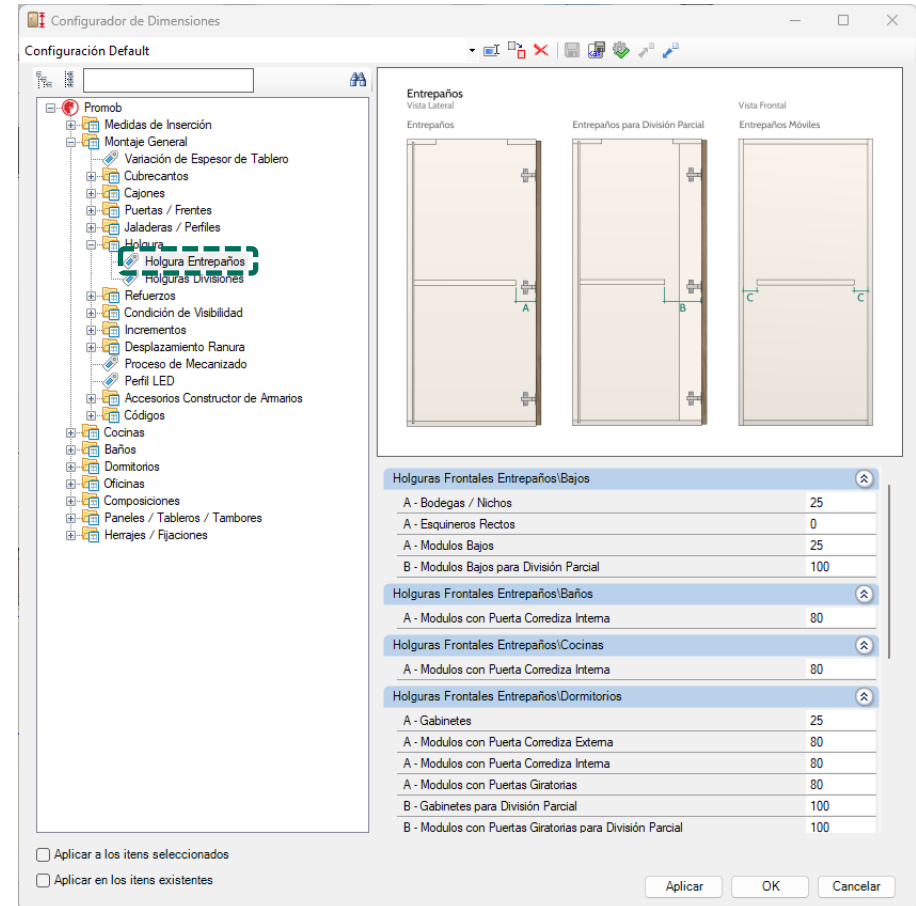 Configurador de Dimensiones
Configuración Default
Promob
Medidas de Inserción
Montaje General
Variación de Espesor de Tablero
Cubrecantos
Cajones
Puertas / Frentes
Jaladeras / Perfiles
Holgura
Holgura Entrepaños
Holguras Divisiones
Refuerzos
Condición de Visibilidad
Incrementos
Desplazamiento Ranura
Proceso de Mecanizado
Perfil LED
Accesorios Constructor de Armarios
Códigos
Cocinas
Baños
Dormitorios
Oficinas
Composiciones
Paneles / Tableros / Tambores
Herrajes / Fijaciones
Entrepaños
Vista Lateral Vista Frontal
Entrepaños Entrepaños para División Parcial Entrepaños Móviles
A B C C
Holguras Frontales Entrepaños\Bajos
A - Bodegas / Nichos 25
A - Esquineros Rectos 0
A - Modulos Bajos 25
B - Modulos Bajos para División Parcial 100
Holguras Frontales Entrepaños\Baños
A - Modulos con Puerta Corrediza Interna 80
Holguras Frontales Entrepaños\Cocinas
A - Modulos con Puerta Corrediza Interna 80
Holguras Frontales Entrepaños\Dormitorios
A - Gabinetes 25
A - Modulos con Puerta Corrediza Externa 80
A - Modulos con Puerta Corrediza Interna 80
A - Modulos con Puertas Giratorias 80
B - Gabinetes para División Parcial 100
B - Modulos con Puertas Giratorias para División Parcial 100
Aplicar a los itens seleccionados
Aplicar en los itens existentes
Aplicar OK Cancelar